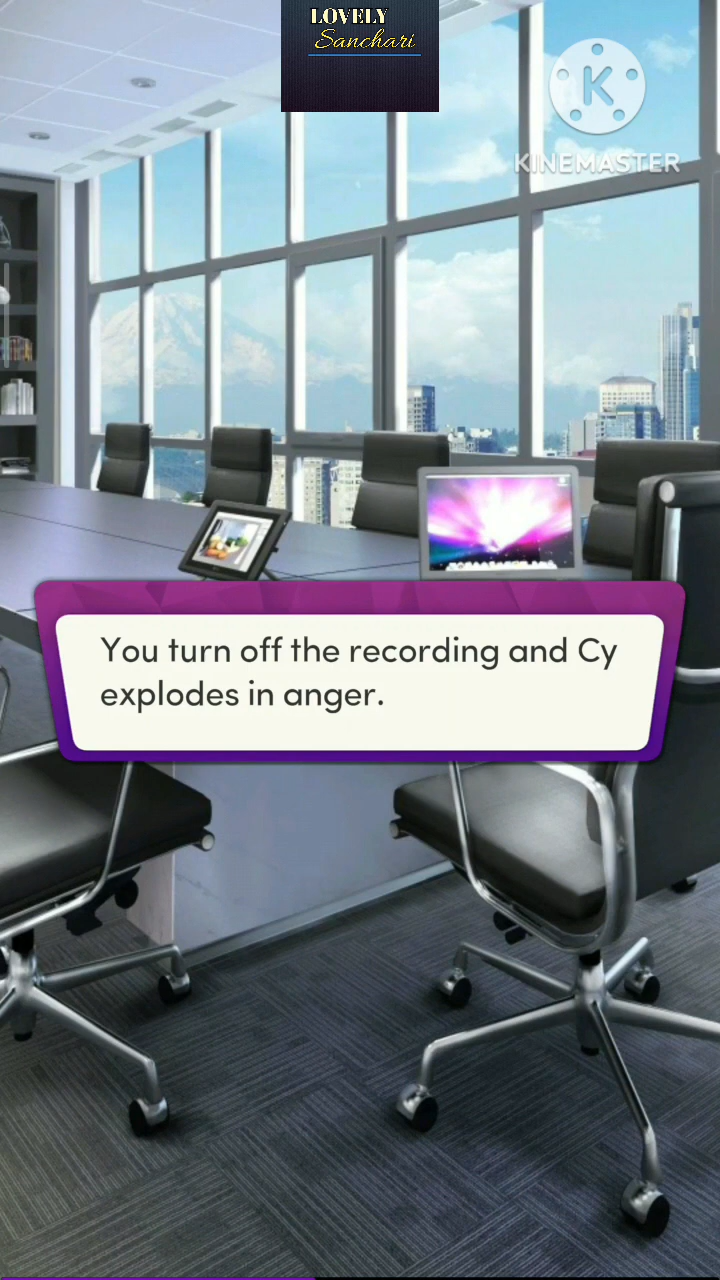 LOVELY
Sanchari
K
KINEMASTER
You turn off the recording and Cy
explodes in anger.